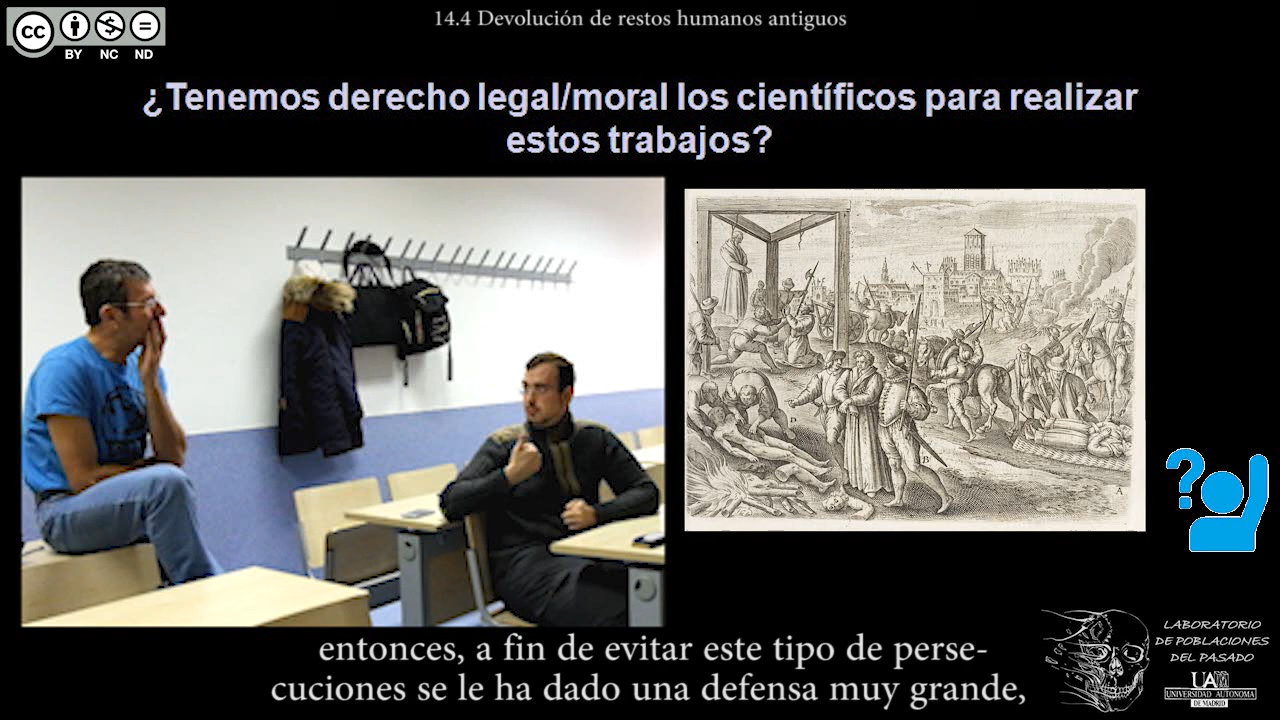 CC
BY NC ND
14.4 Devolución de restos humanos antiguos
¿Tenemos derecho legal/moral los científicos para realizar
estos trabajos?
D
B
A
?
entonces, a fin de evitar este tipo de perse-
cuciones se le ha dado una defensa muy grande,
LABORATORIO
DE POBLACIONES
DEL PASADO
UAM
UNIVERSIDAD AUTONOMA
DE MADRID